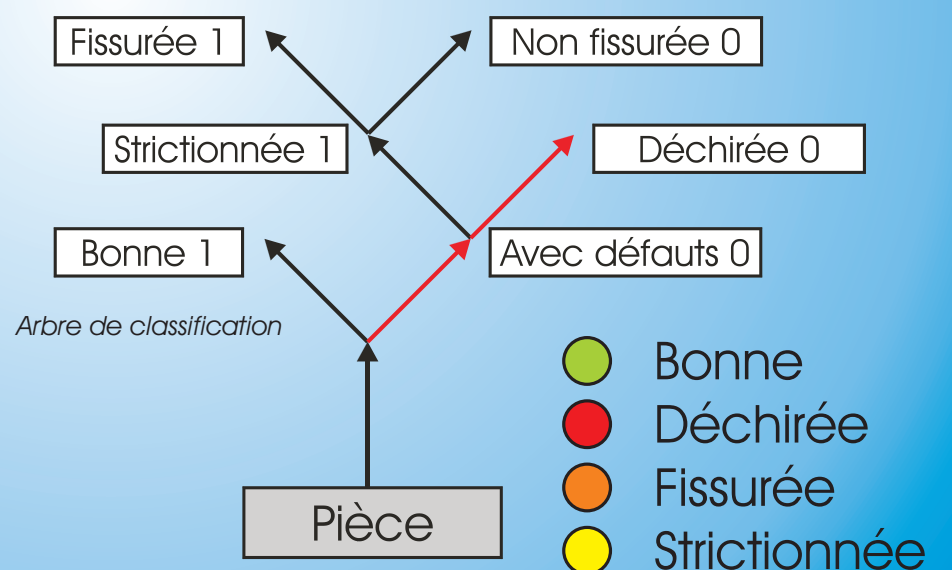 Fissurée 1
Non fissurée 0
Strictionnée 1
Déchirée 0
Bonne 1
Avec défauts 0
Arbre de classification
Pièce
Bonne
Déchirée
Fissurée
Strictionnée